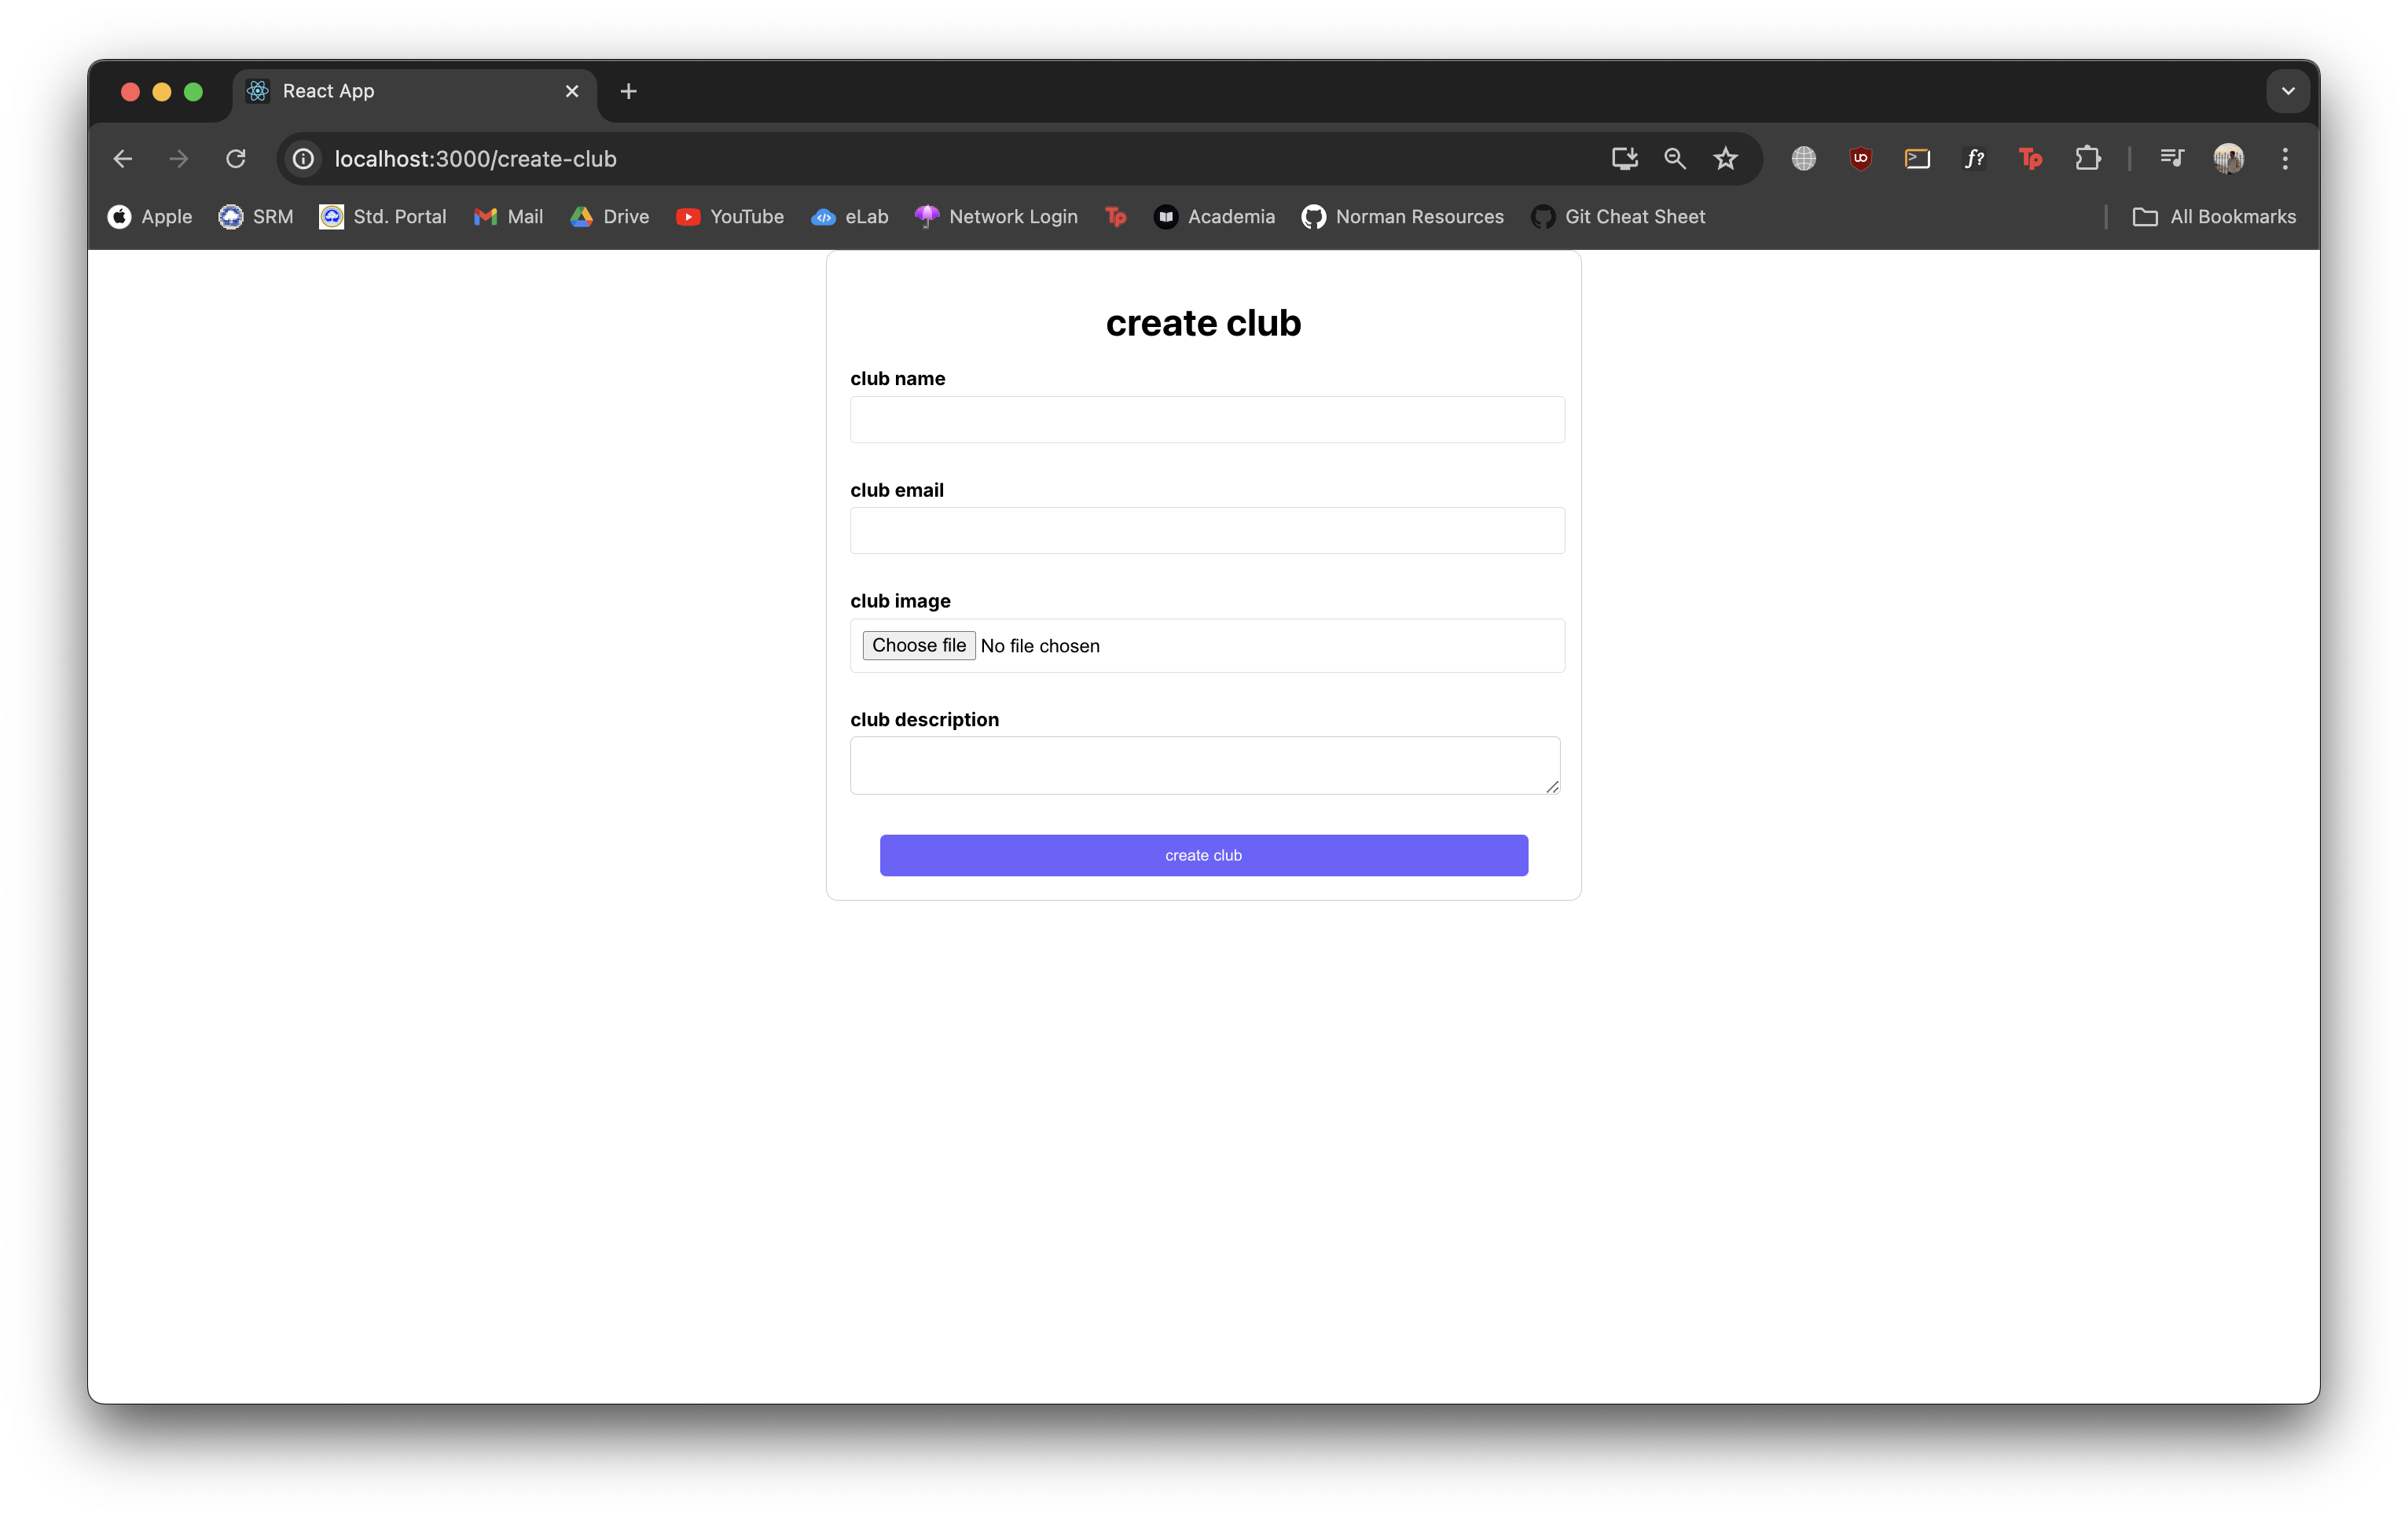 React App
localhost:3000/create-club
f?
Tp
Apple SRM Std. Portal Mail Drive YouTube eLab Network Login Tp Academia Norman Resources Git Cheat Sheet All Bookmarks
create club
club name
club email
club image
Choose file No file chosen
club description
create club